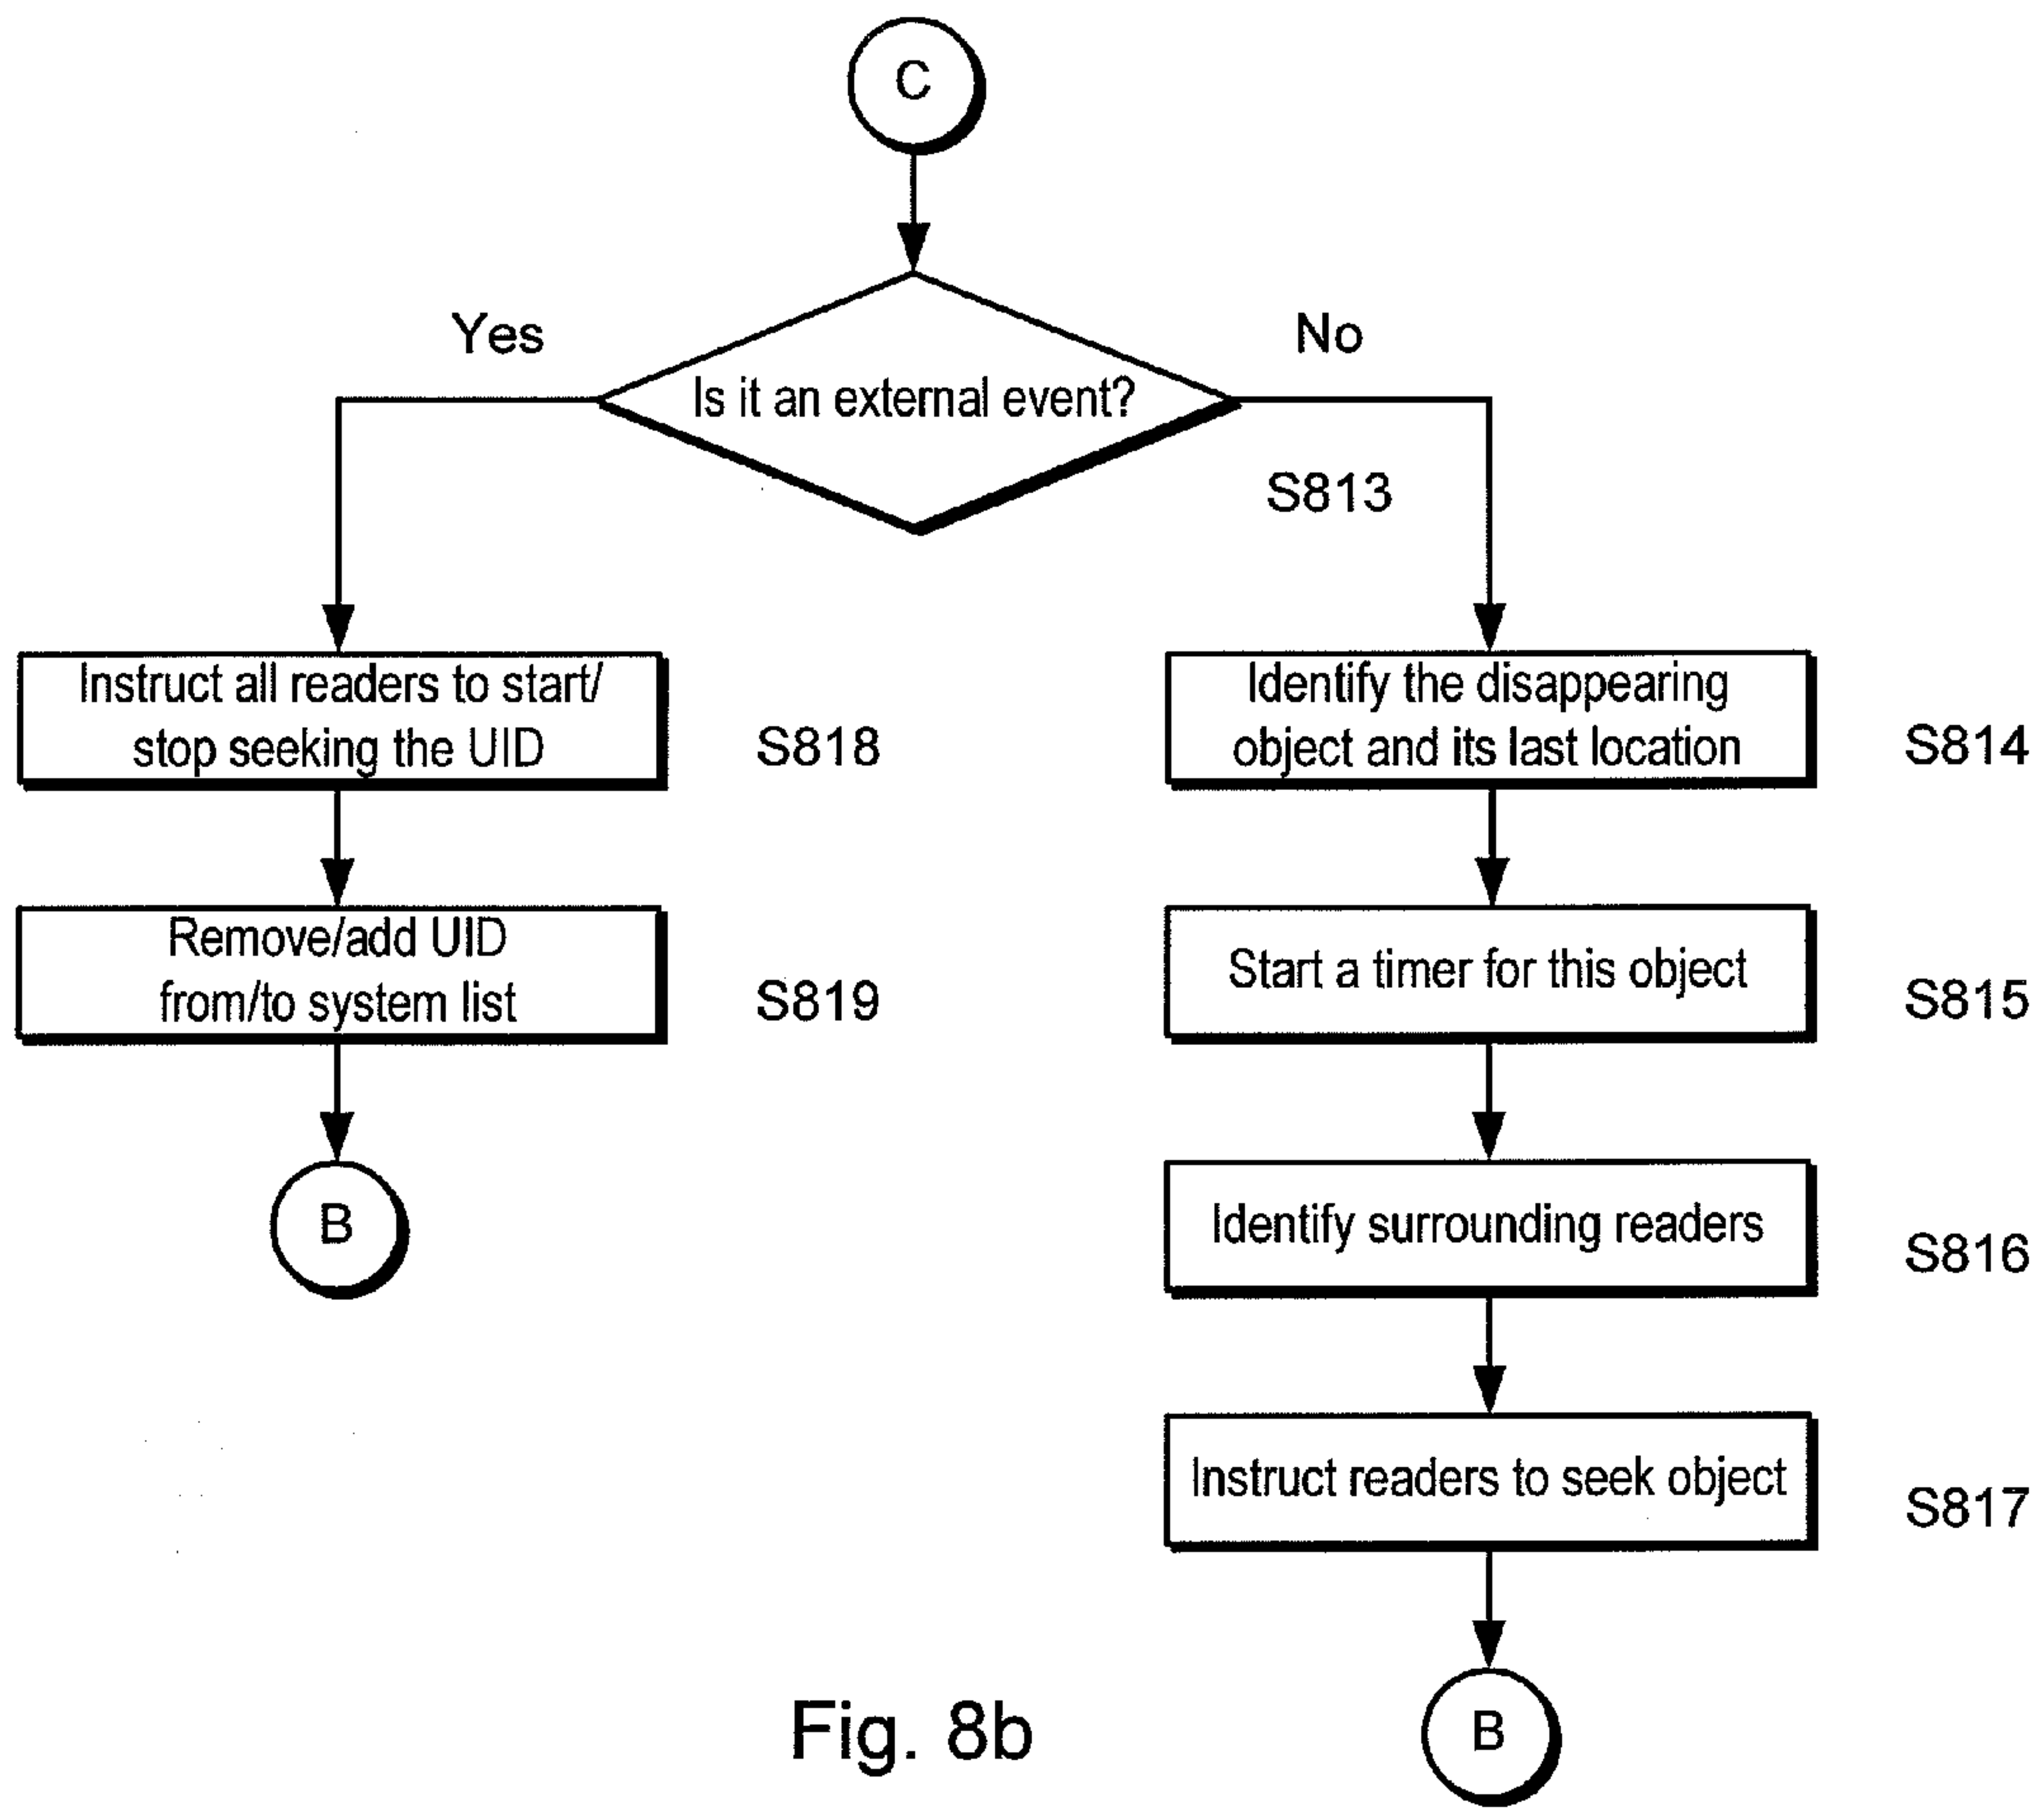 C
Yes
No
Is it an external event?
S813
Instruct all readers to start/
stop seeking the UID
S818
Identify the disappearing
object and its last location
S814
Remove/add UID
from/to system list
S819
Start a timer for this object
S815
B
Identify surrounding readers
S816
Instruct readers to seek object
S817
B
Fig. 8b